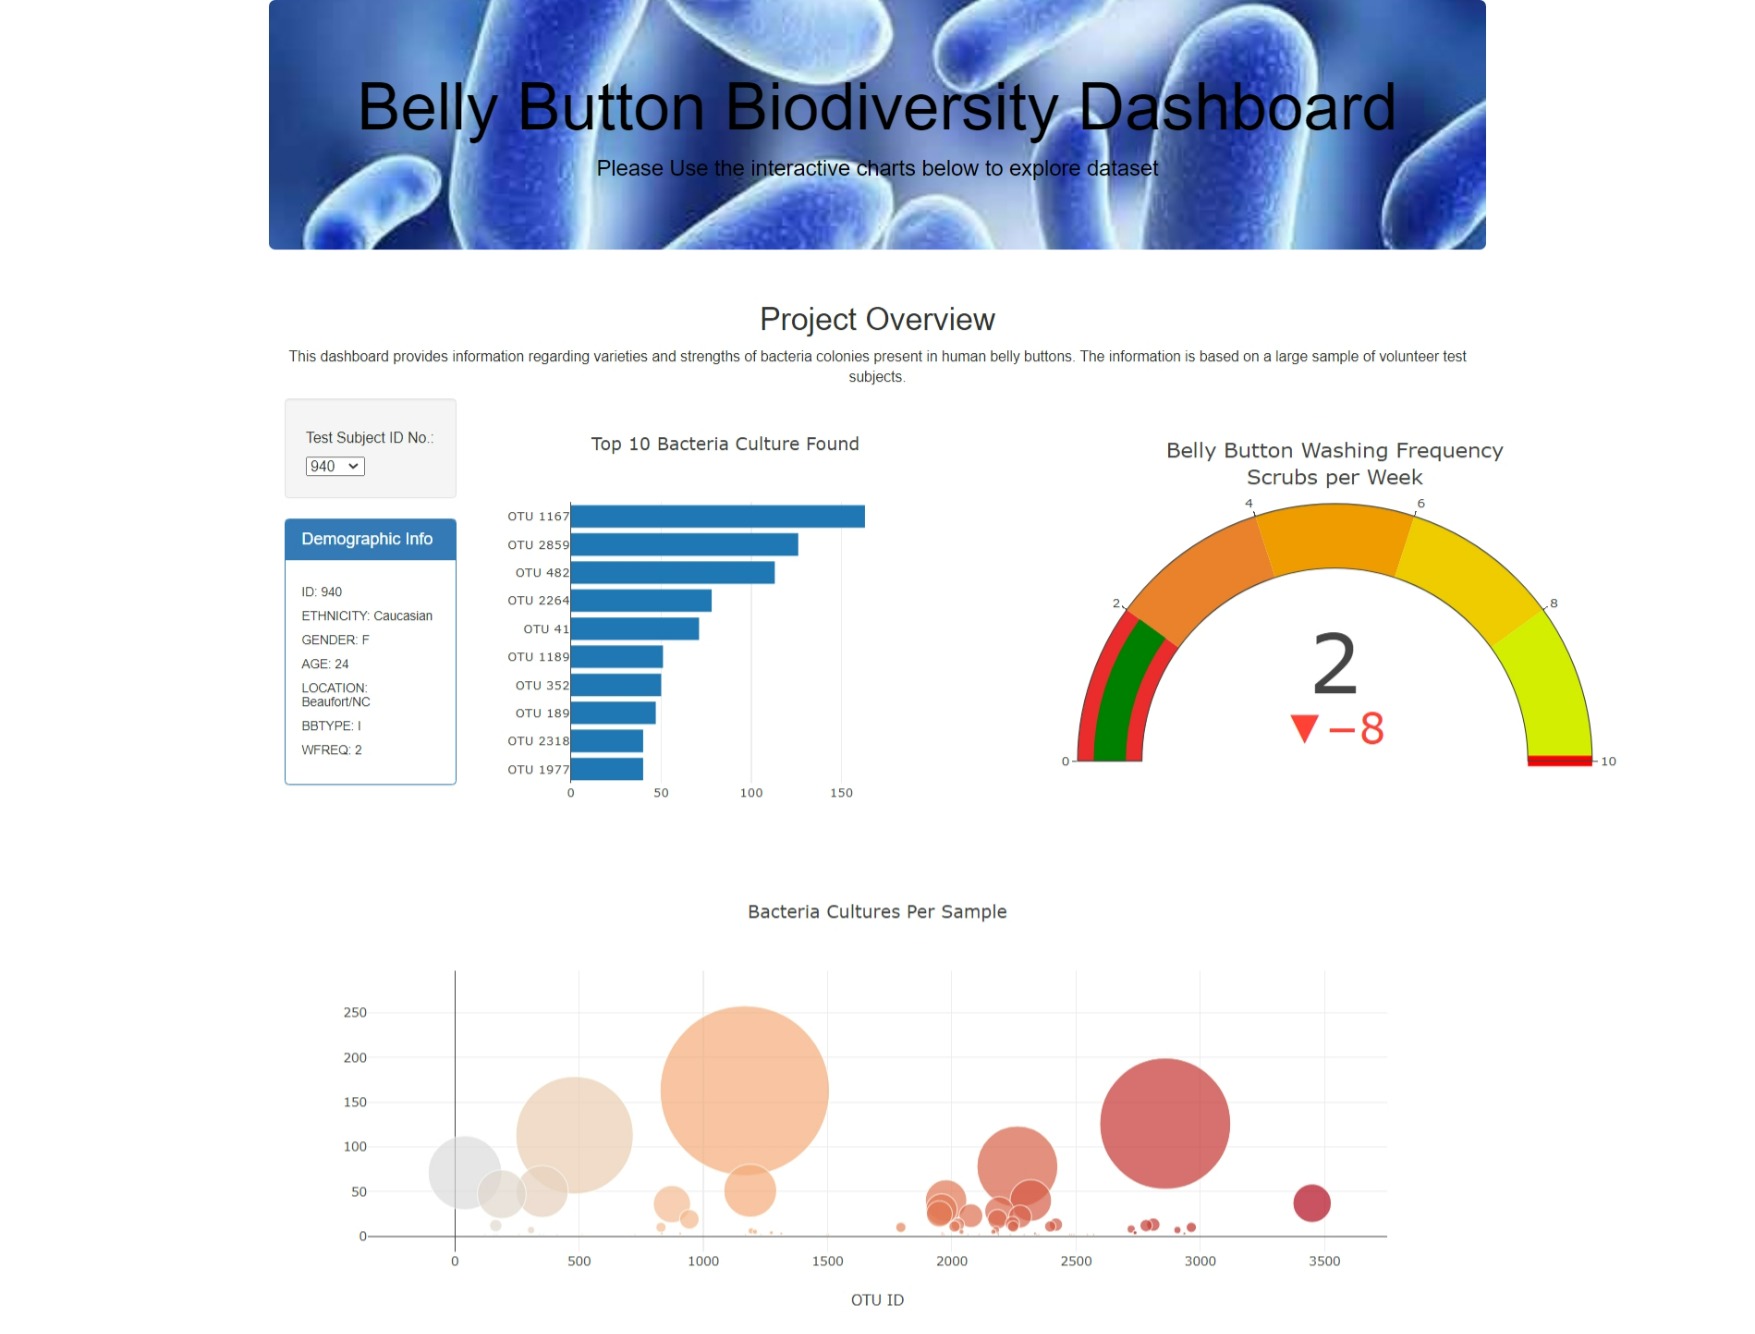 Belly Button Biodiversity Dashboard
Please Use the interactive charts below to explore dataset
Project Overview
This dashboard provides information regarding varieties and strengths of bacteria colonies present in human belly buttons. The information is based on a large sample of volunteer test
subjects.
Test Subject ID No.:
940
Demographic Info
ID: 940
ETHNICITY: Caucasian
GENDER: F
AGE: 24
LOCATION:
Beaufort/NC
BBTYPE: I
WFREQ: 2
Top 10 Bacteria Culture Found
OTU 1167
OTU 2859
OTU 482
OTU 2264
OTU 41
OTU 1189
OTU 352
OTU 189
OTU 2318
OTU 1977
0 50 100 150
Belly Button Washing Frequency
Scrubs per Week
4 6
2 8
2
▼−8
0 10
Bacteria Cultures Per Sample
250
200
150
100
50
0
0 500 1000 1500 2000 2500 3000 3500
OTU ID